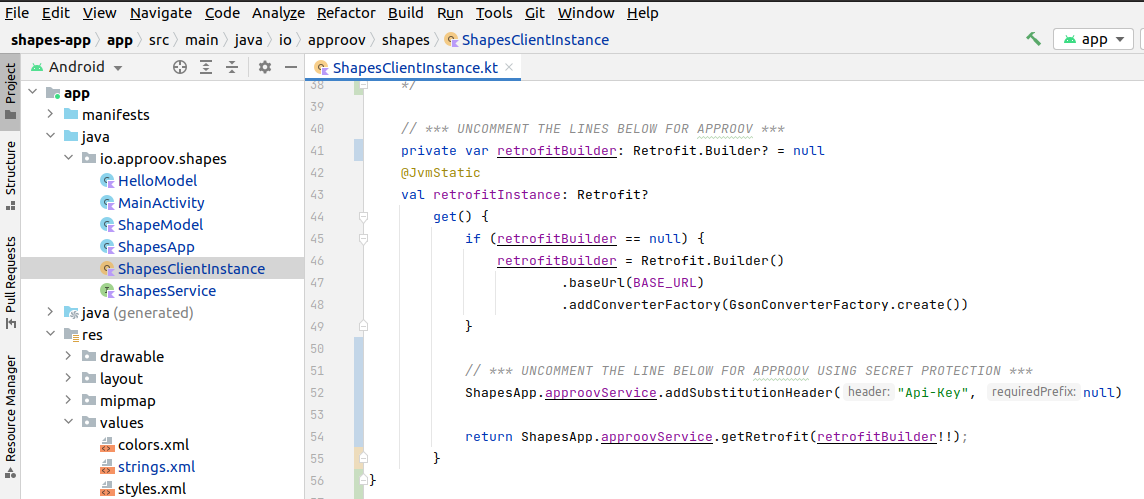 File Edit View Navigate Code Analyze Refactor Build Run Tools Git Window Help
shapes-app app src main java io approov shapes ShapesClientInstance app
Project
Structure
Pull Requests
Resource Manager
Android
app
manifests
java
io.approov.shapes
HelloModel
MainActivity
ShapeModel
ShapesApp
ShapesClientInstance
ShapesService
java (generated)
res
drawable
layout
mipmap
values
colors.xml
strings.xml
styles.xml
ShapesClientInstance.kt
38 */
39
40 // *** UNCOMMENT THE LINES BELOW FOR APPROOV ***
41 private var retrofitBuilder: Retrofit.Builder? = null
42 @JvmStatic
43 val retrofitInstance: Retrofit?
44 get() {
45 if (retrofitBuilder == null) {
46 retrofitBuilder = Retrofit.Builder()
47 .baseUrl(BASE_URL)
48 .addConverterFactory(GsonConverterFactory.create())
49 }
50
51 // *** UNCOMMENT THE LINE BELOW FOR APPROOV USING SECRET PROTECTION ***
52 ShapesApp.approovService.addSubstitutionHeader( header: "Api-Key", requiredPrefix: null)
53
54 return ShapesApp.approovService.getRetrofit(retrofitBuilder!!);
55 }
56 }